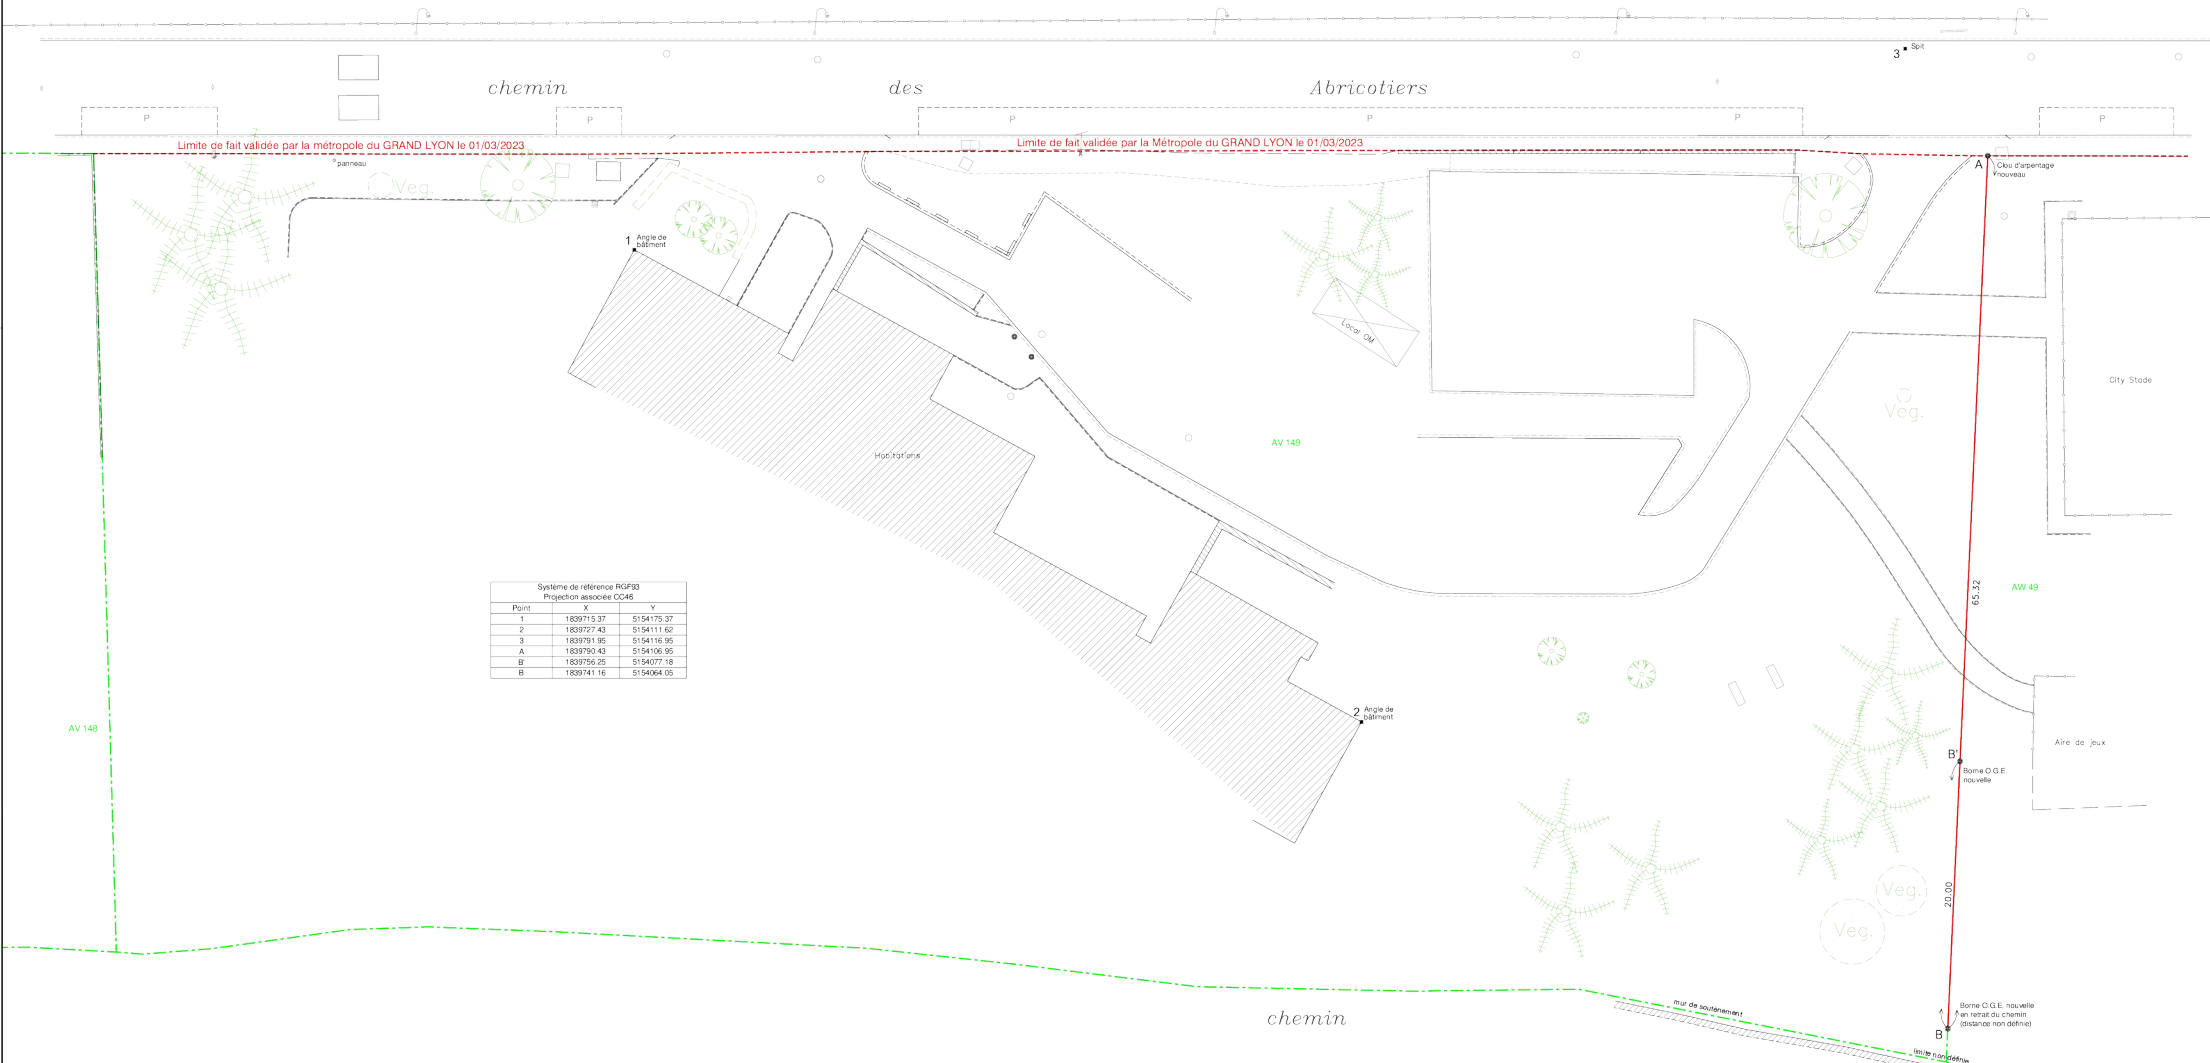 Spit
3
chemin des Abricotiers
P
P
P
P
P
P
Limite de fait validée par la métropole du GRAND LYON le 01/03/2023
Limite de fait validée par la Métropole du GRAND LYON le 01/03/2023
panneau
Veg.
A
Clou d'arpentage
nouveau
1
Angle de
bâtiment
Local OM
City Stade
Veg.
AV 149
Habitations
65.32
AW 49
Système de référence RGF93
Projection associée CC46
Point X Y
1 1839715.37 5154175.37
2 1839727.43 5154111.62
3 1839791.95 5154116.95
A 1839790.43 5154106.95
B' 1839756.25 5154077.18
B 1839741.16 5154064.05
2
Angle de
bâtiment
AV 148
Aire de jeux
B'
Borne O.G.E.
nouvelle
20.00
Veg.
Veg.
mur de soutènement
Borne O.G.E. nouvelle
en retrait du chemin
(distance non définie)
chemin
B
limite non définie